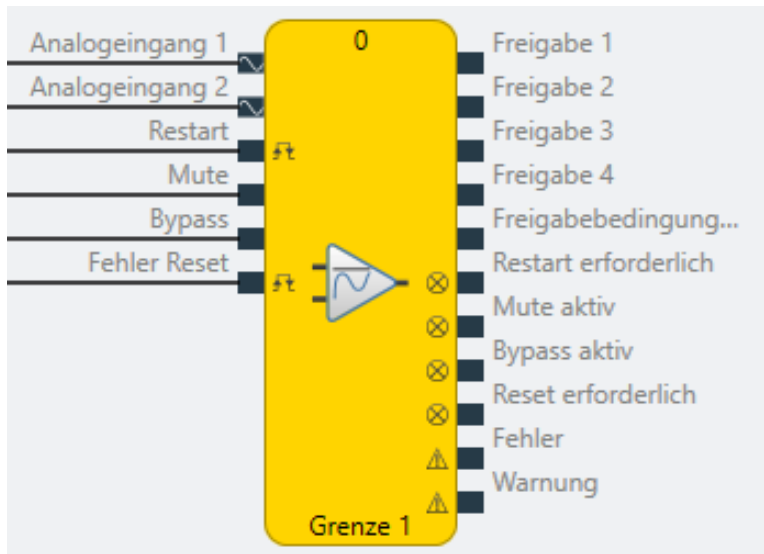 Analogeingang 1
Analogeingang 2
Restart
Mute
Bypass
Fehler Reset
0
Grenze 1
Freigabe 1
Freigabe 2
Freigabe 3
Freigabe 4
Freigabebedingung...
Restart erforderlich
Mute aktiv
Bypass aktiv
Reset erforderlich
Fehler
Warnung